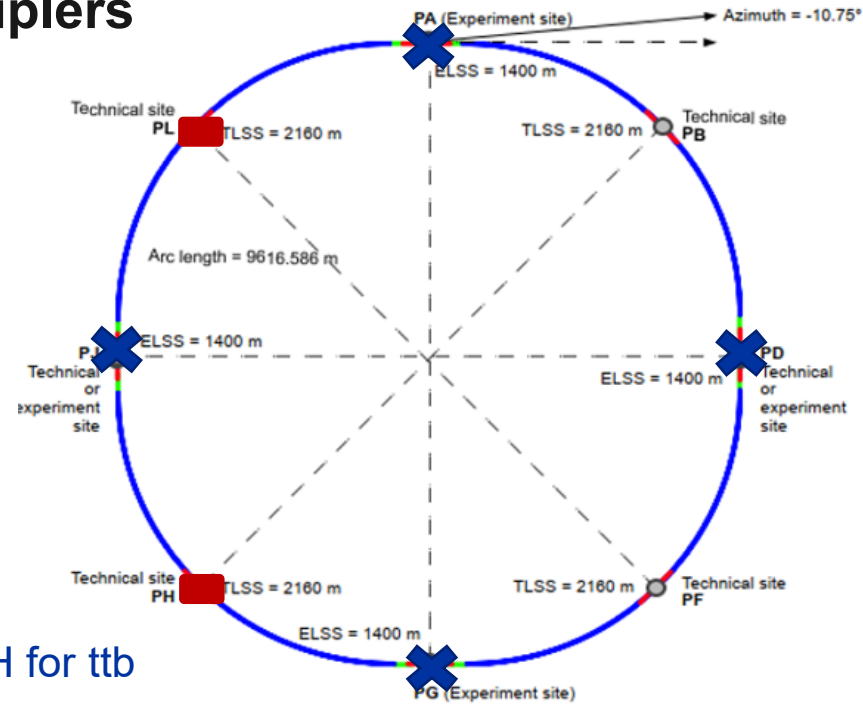 uplers
PA (Experiment site)
Azimuth = -10.75°
ELSS = 1400 m
Technical site
PL
TLSS = 2160 m
TLSS = 2160 m
Technical site
PB
Arc length = 9616.586 m
ELSS = 1400 m
PJ
Technical
or
experiment
site
ELSS = 1400 m
PD
Technical
or
experiment
site
Technical site
PH
TLSS = 2160 m
TLSS = 2160 m
Technical site
PF
ELSS = 1400 m
H for ttb
PG (Experiment site)